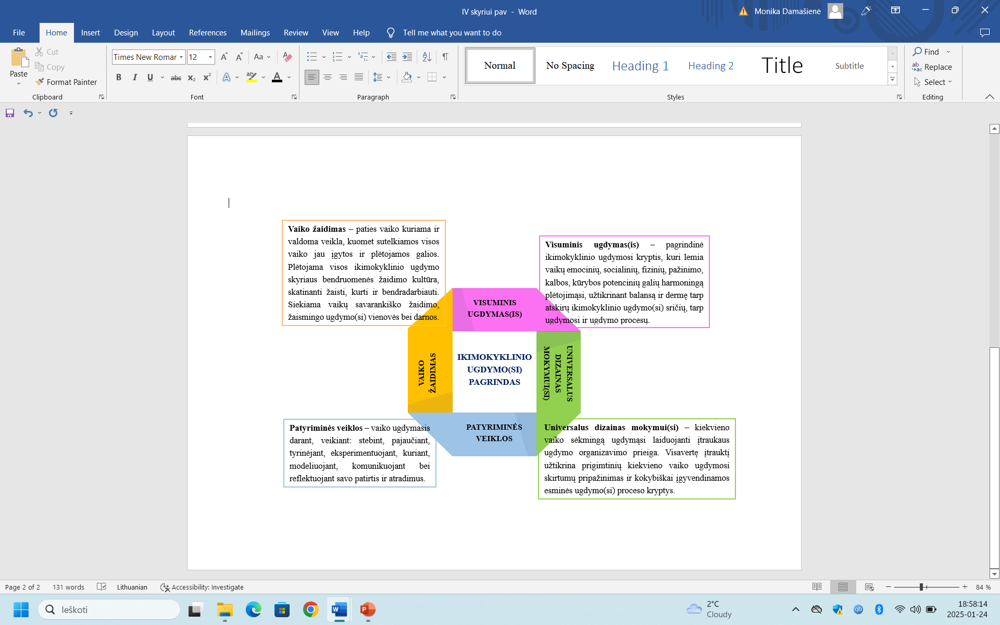 IV skyriui pav - Word
Monika Damašienė
File Home Insert Design Layout References Mailings Review View Help Tell me what you want to do
Paste
Cut
Copy
Format Painter
Clipboard
Times New Romar 12
Font
Paragraph
Normal
No Spacing
Heading 1
Heading 2
Title
Subtitle
Styles
Find
Replace
Select
Editing
Vaiko žaidimas – paties vaiko kuriama ir
valdoma veikla, kuomet sutelkiamos visos
vaiko jau įgytos ir plėtojamos galios.
Plėtojama visos ikimokyklinio ugdymo
skyriaus bendruomenės žaidimo kultūra,
skatinanti žaisti, kurti ir bendradarbiauti.
Siekiama vaikų savarankiško žaidimo,
žaismingo ugdymo(si) vienovės bei darnos.
Visuminis ugdymas(is) – pagrindinė
ikimokyklinio ugdymosi kryptis, kuri lemia
vaikų emocinių, socialinių, fizinių, pažinimo,
kalbos, kūrybos potencinių galių harmoningą
plėtojimąsi, užtikrinant balansą ir dermę tarp
atskirų ikimokyklinio ugdymo(si) sričių, tarp
ugdymosi ir ugdymo procesų.
VISUMINIS
UGDYMAS(IS)
VAIKO
ŽAIDIMAS
IKIMOKYKLINIO
UGDYMO(SI)
PAGRINDAS
UNIVERSALUS
DIZAINAS
MOKYMUI(SI)
PATYRIMINĖS
VEIKLOS
Patyriminės veiklos – vaiko ugdymasis
darant, veikiant: stebint, pajaučiant,
tyrinėjant, eksperimentuojant, kuriant,
modeliuojant, komunikuojant bei
reflektuojant savo patirtis ir atradimus.
Universalus dizainas mokymui(si) – kiekvieno
vaiko sėkmingą ugdymąsi laiduojanti įtraukaus
ugdymo organizavimo prieiga. Visavertę įtrauktį
užtikrina prigimtinių kiekvieno vaiko ugdymosi
skirtumų pripažinimas ir kokybiškai įgyvendinamos
esminės ugdymo(si) proceso kryptys.
Page 2 of 2 131 words Lithuanian Accessibility: Investigate
84 %
Ieškoti
2°C
Cloudy
18:58:14
2025-01-24